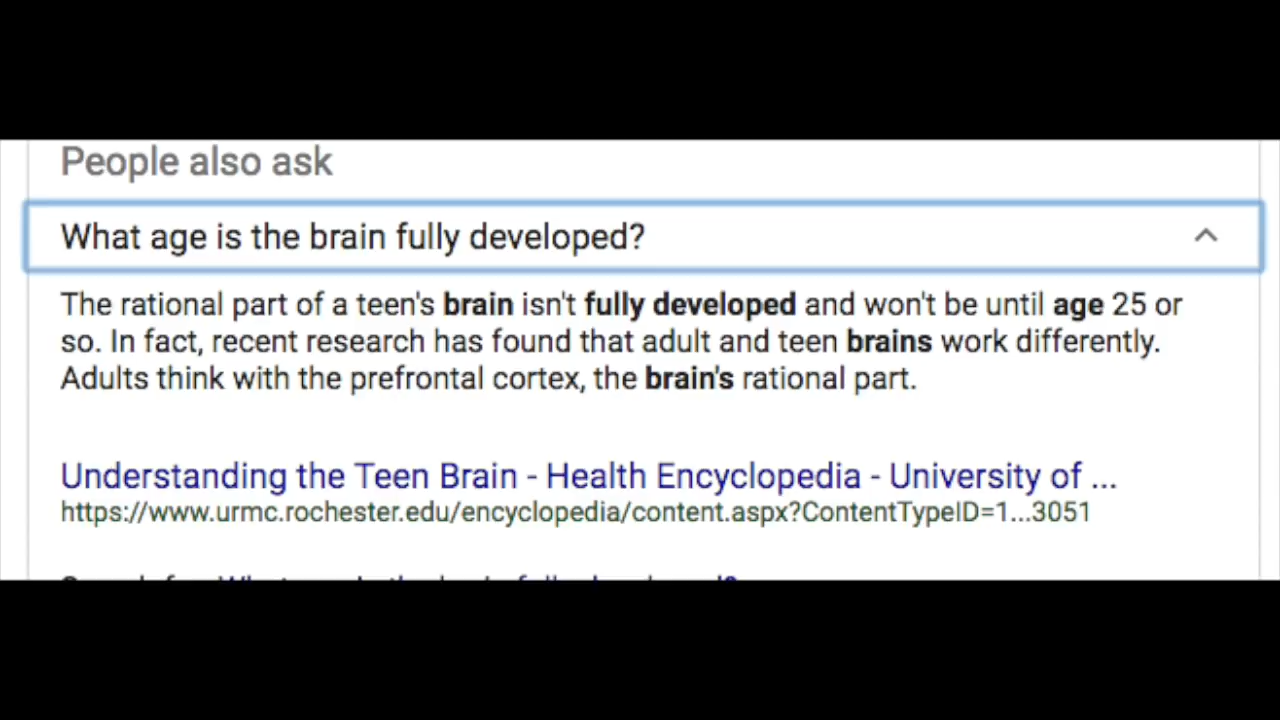 People also ask
What age is the brain fully developed?
The rational part of a teen's brain isn't fully developed and won't be until age 25 or
so. In fact, recent research has found that adult and teen brains work differently.
Adults think with the prefrontal cortex, the brain's rational part.
Understanding the Teen Brain - Health Encyclopedia - University of ...
https://www.urmc.rochester.edu/encyclopedia/content.aspx?ContentTypeID=1...3051